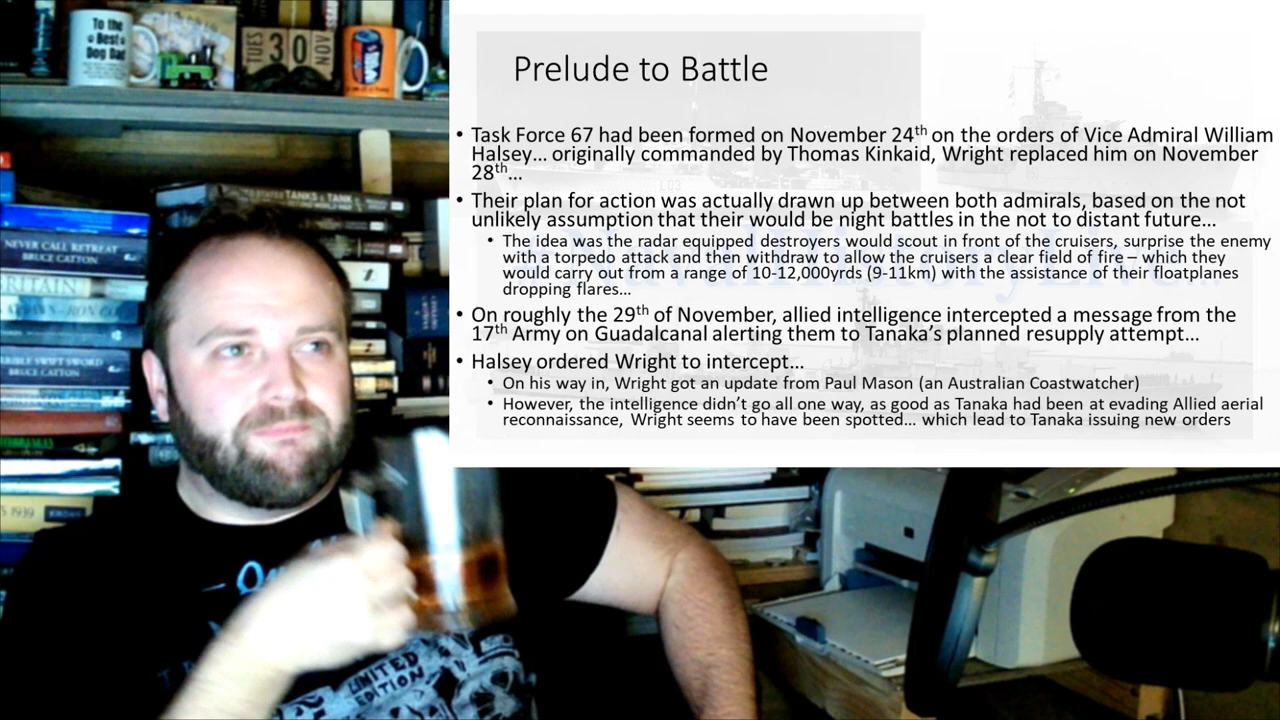 To the
Best
Dog Dad
TUES
30
NOV
Prelude to Battle
• Task Force 67 had been formed on November 24th on the orders of Vice Admiral William
Halsey… originally commanded by Thomas Kinkaid, Wright replaced him on November
28th…
• Their plan for action was actually drawn up between both admirals, based on the not
unlikely assumption that their would be night battles in the not to distant future…
• The idea was the radar equipped destroyers would scout in front of the cruisers, surprise the enemy
with a torpedo attack and then withdraw to allow the cruisers a clear field of fire – which they
would carry out from a range of 10-12,000yrds (9-11km) with the assistance of their floatplanes
dropping flares…
• On roughly the 29th of November, allied intelligence intercepted a message from the
17th Army on Guadalcanal alerting them to Tanaka's planned resupply attempt…
• Halsey ordered Wright to intercept…
• On his way in, Wright got an update from Paul Mason (an Australian Coastwatcher)
• However, the intelligence didn't go all one way, as good as Tanaka had been at evading Allied aerial
reconnaissance, Wright seems to have been spotted… which lead to Tanaka issuing new orders
NEVER CALL RETREAT
BRUCE CATTON
SWIFT SWORD
BRUCE CATTON
1939
LIMITED
EDITION